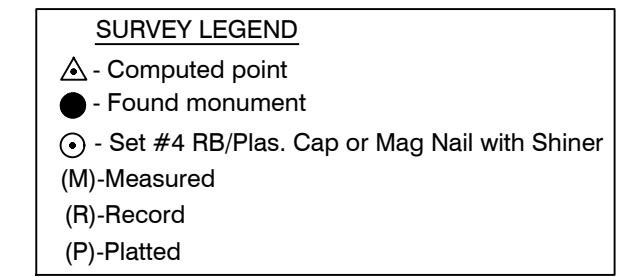 SURVEY LEGEND
- Computed point
- Found monument
- Set #4 RB/Plas. Cap or Mag Nail with Shiner
(M)-Measured
(R)-Record
(P)-Platted